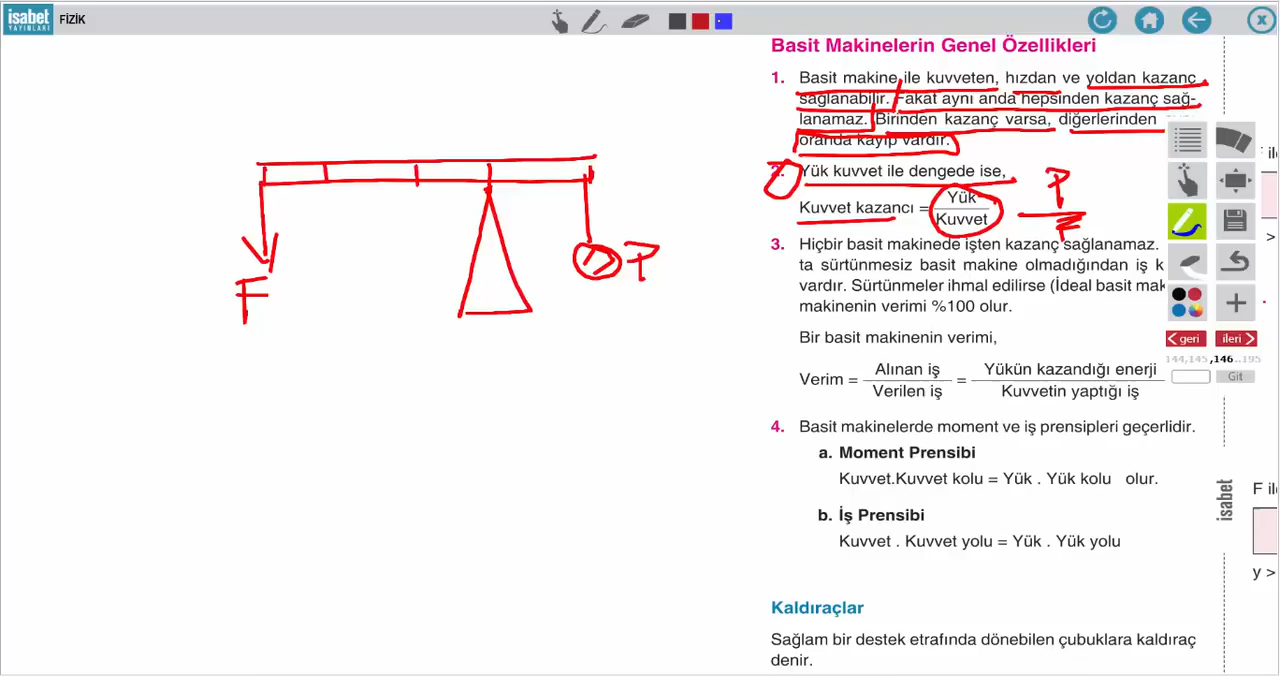 isabet
YAYINLARI
FİZİK
Basit Makinelerin Genel Özellikleri
1. Basit makine ile kuvveten, hızdan ve yoldan kazanç
sağlanabilir. Fakat aynı anda hepsinden kazanç sağ-
lanamaz. Birinden kazanç varsa, diğerlerinden
oranda kayıp vardır.
2. Yük kuvvet ile dengede ise,
Kuvvet kazancı = Yük
Kuvvet
P
F
F
P
3. Hiçbir basit makinede işten kazanç sağlanamaz.
ta sürtünmesiz basit makine olmadığından iş k
vardır. Sürtünmeler ihmal edilirse (İdeal basit mak
makinenin verimi %100 olur.
Bir basit makinenin verimi,
Verim = Alınan iş = Yükün kazandığı enerji
Verilen iş Kuvvetin yaptığı iş
4. Basit makinelerde moment ve iş prensipleri geçerlidir.
a. Moment Prensibi
Kuvvet.Kuvvet kolu = Yük . Yük kolu olur.
b. İş Prensibi
Kuvvet . Kuvvet yolu = Yük . Yük yolu
Kaldıraçlar
Sağlam bir destek etrafında dönebilen çubuklara kaldıraç
denir.
geri
ileri
144,145,146..195
Git
isabet
F il
y >